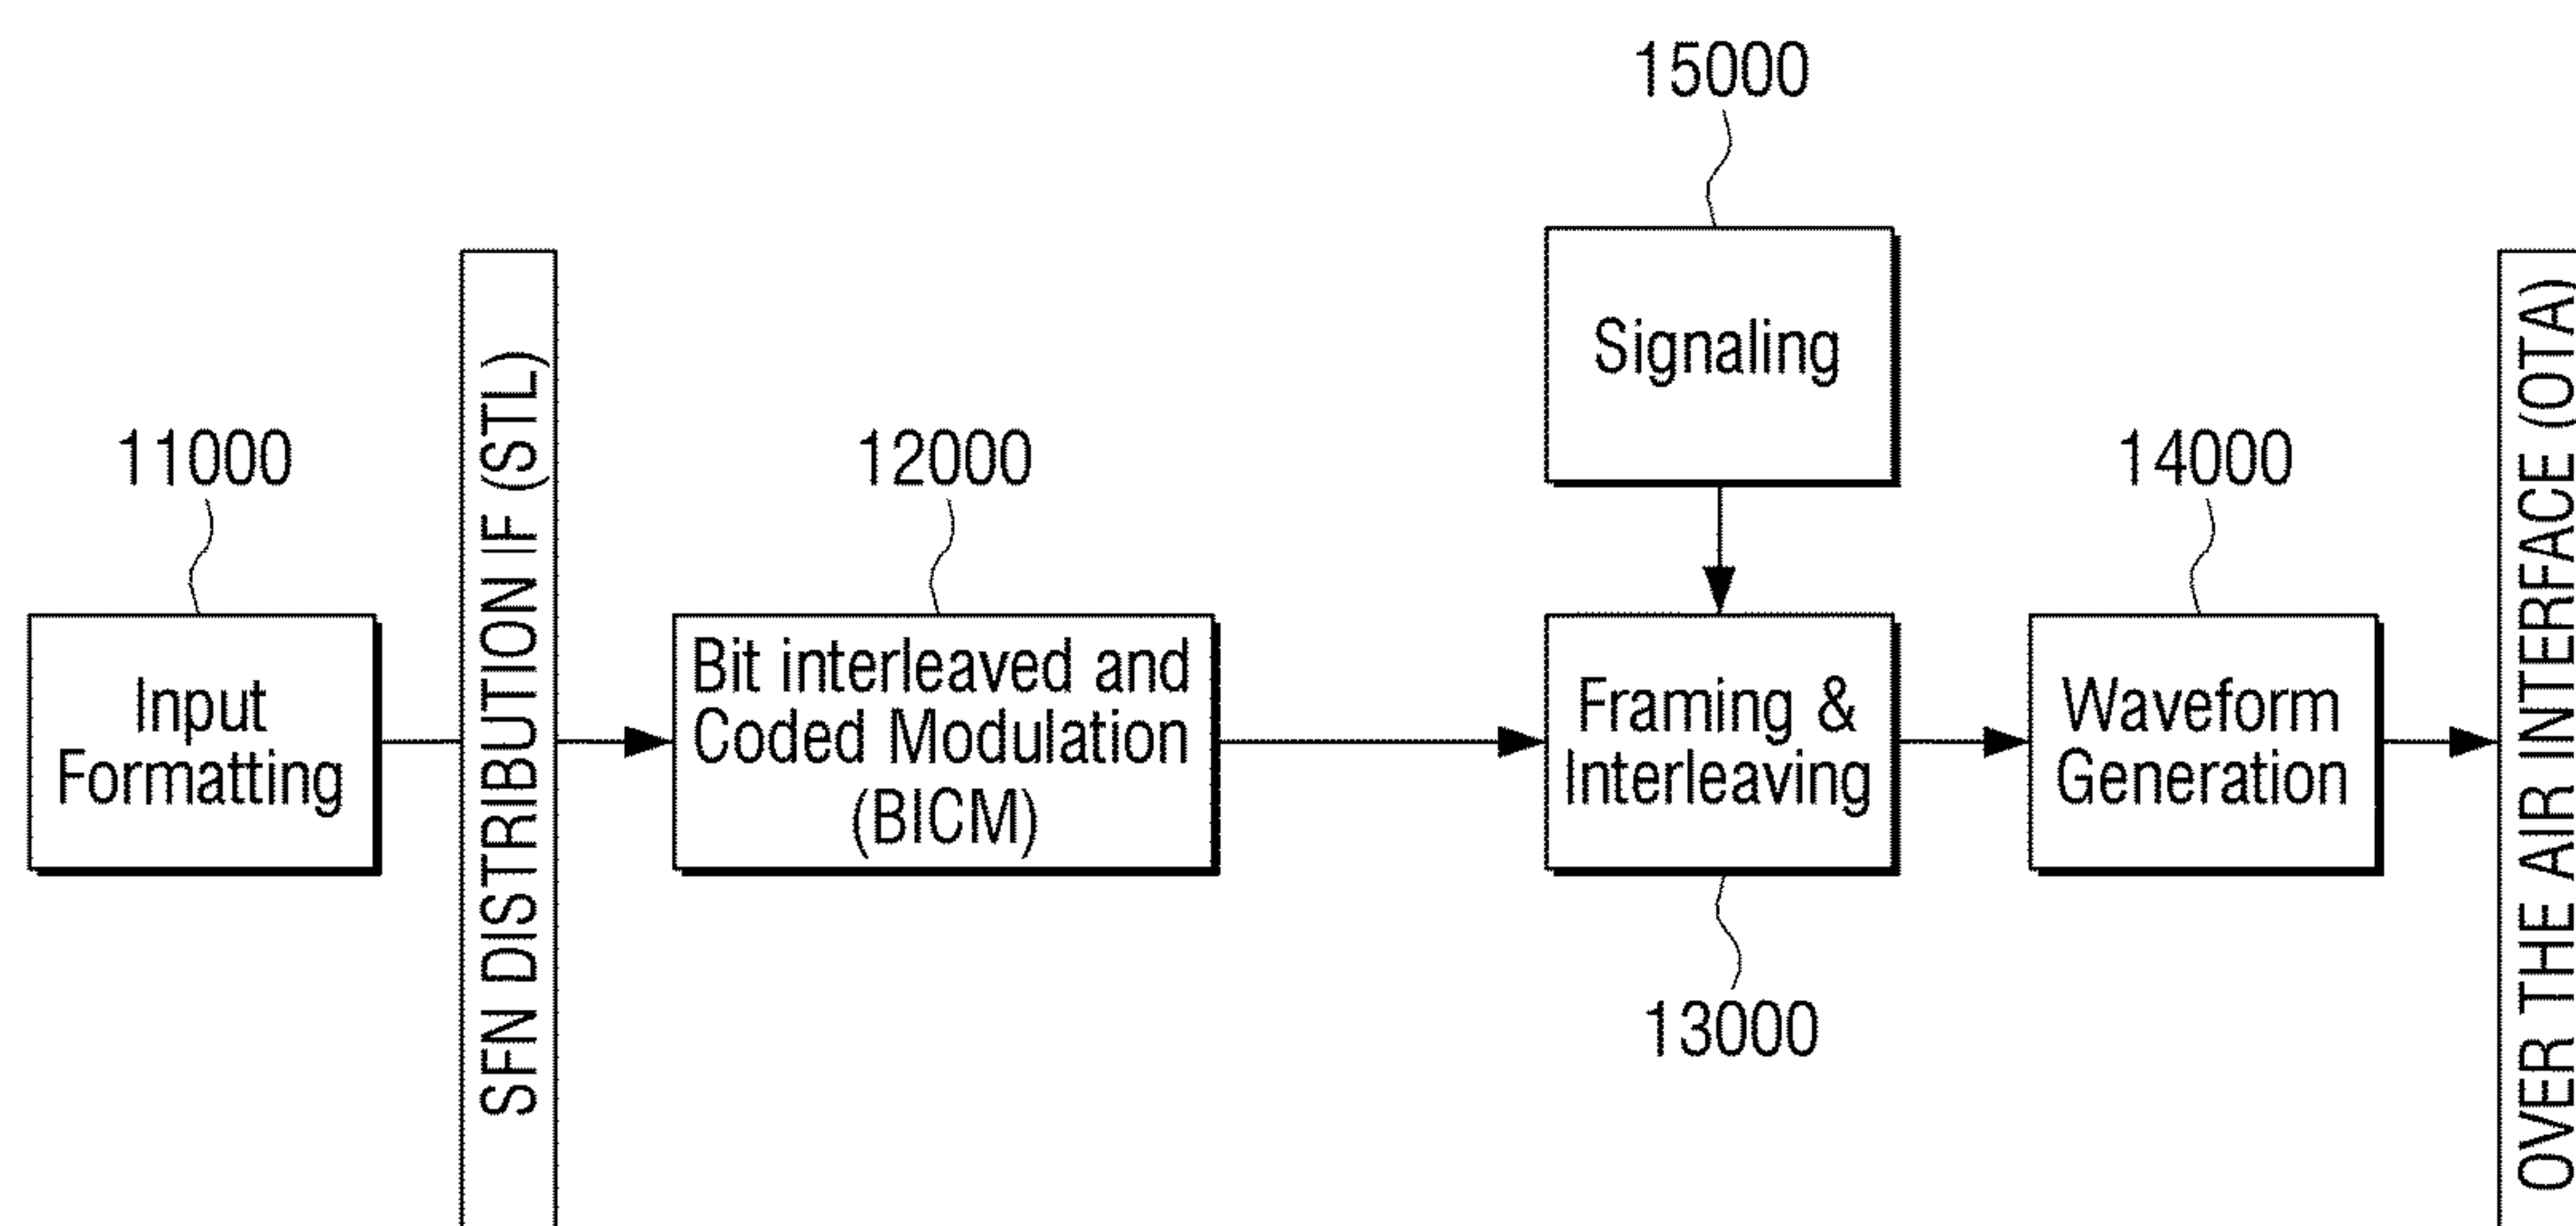 15000
Signaling
11000
12000
14000
Input
Formatting
SFN DISTRIBUTION IF (STL)
Bit interleaved and
Coded Modulation
(BICM)
Framing &
Interleaving
Waveform
Generation
OVER THE AIR INTERFACE (OTA)
13000